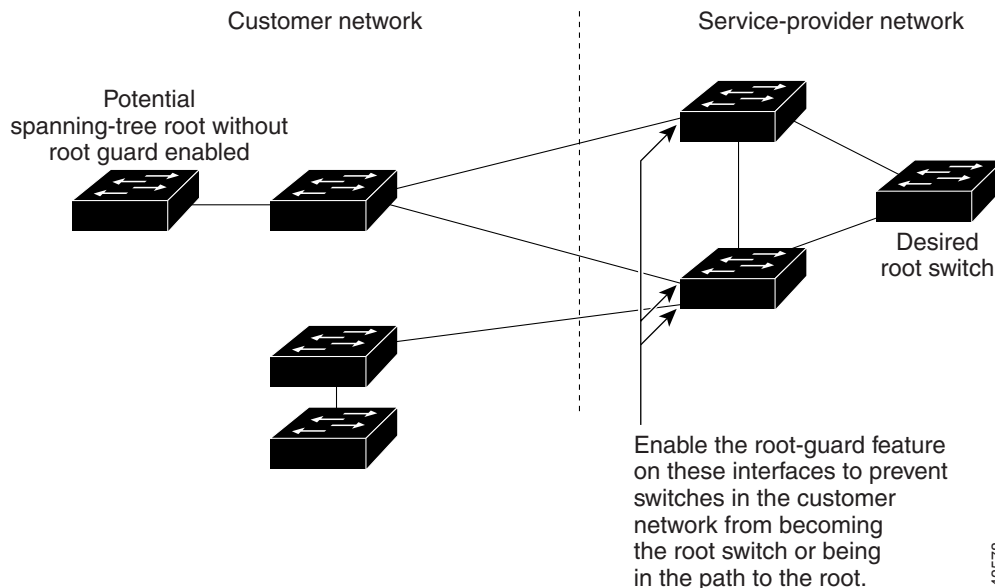 Customer network
Service-provider network
Potential
spanning-tree root without
root guard enabled
Desired
root switch
Enable the root-guard feature
on these interfaces to prevent
switches in the customer
network from becoming
the root switch or being
in the path to the root.